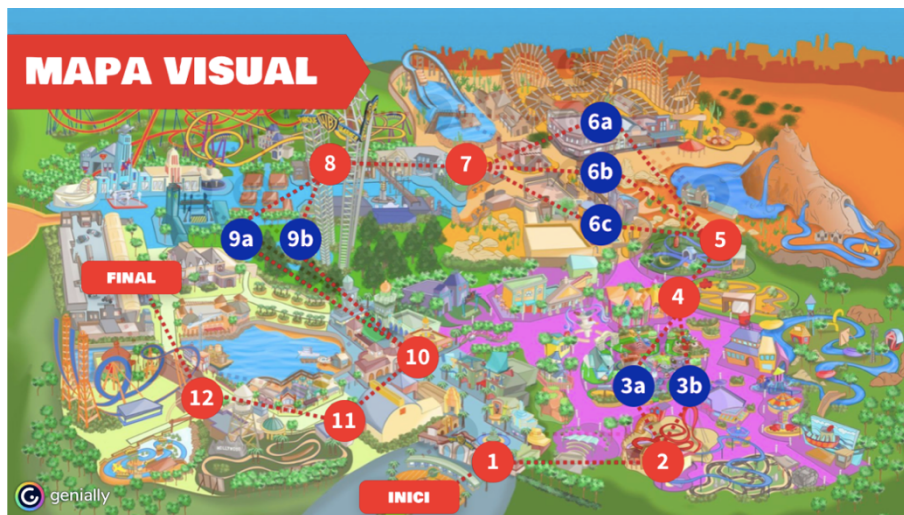 MAPA VISUAL
6a
8
7
6b
6c
9a
9b
5
FINAL
4
10
3a
3b
12
11
1
2
INICI
genially